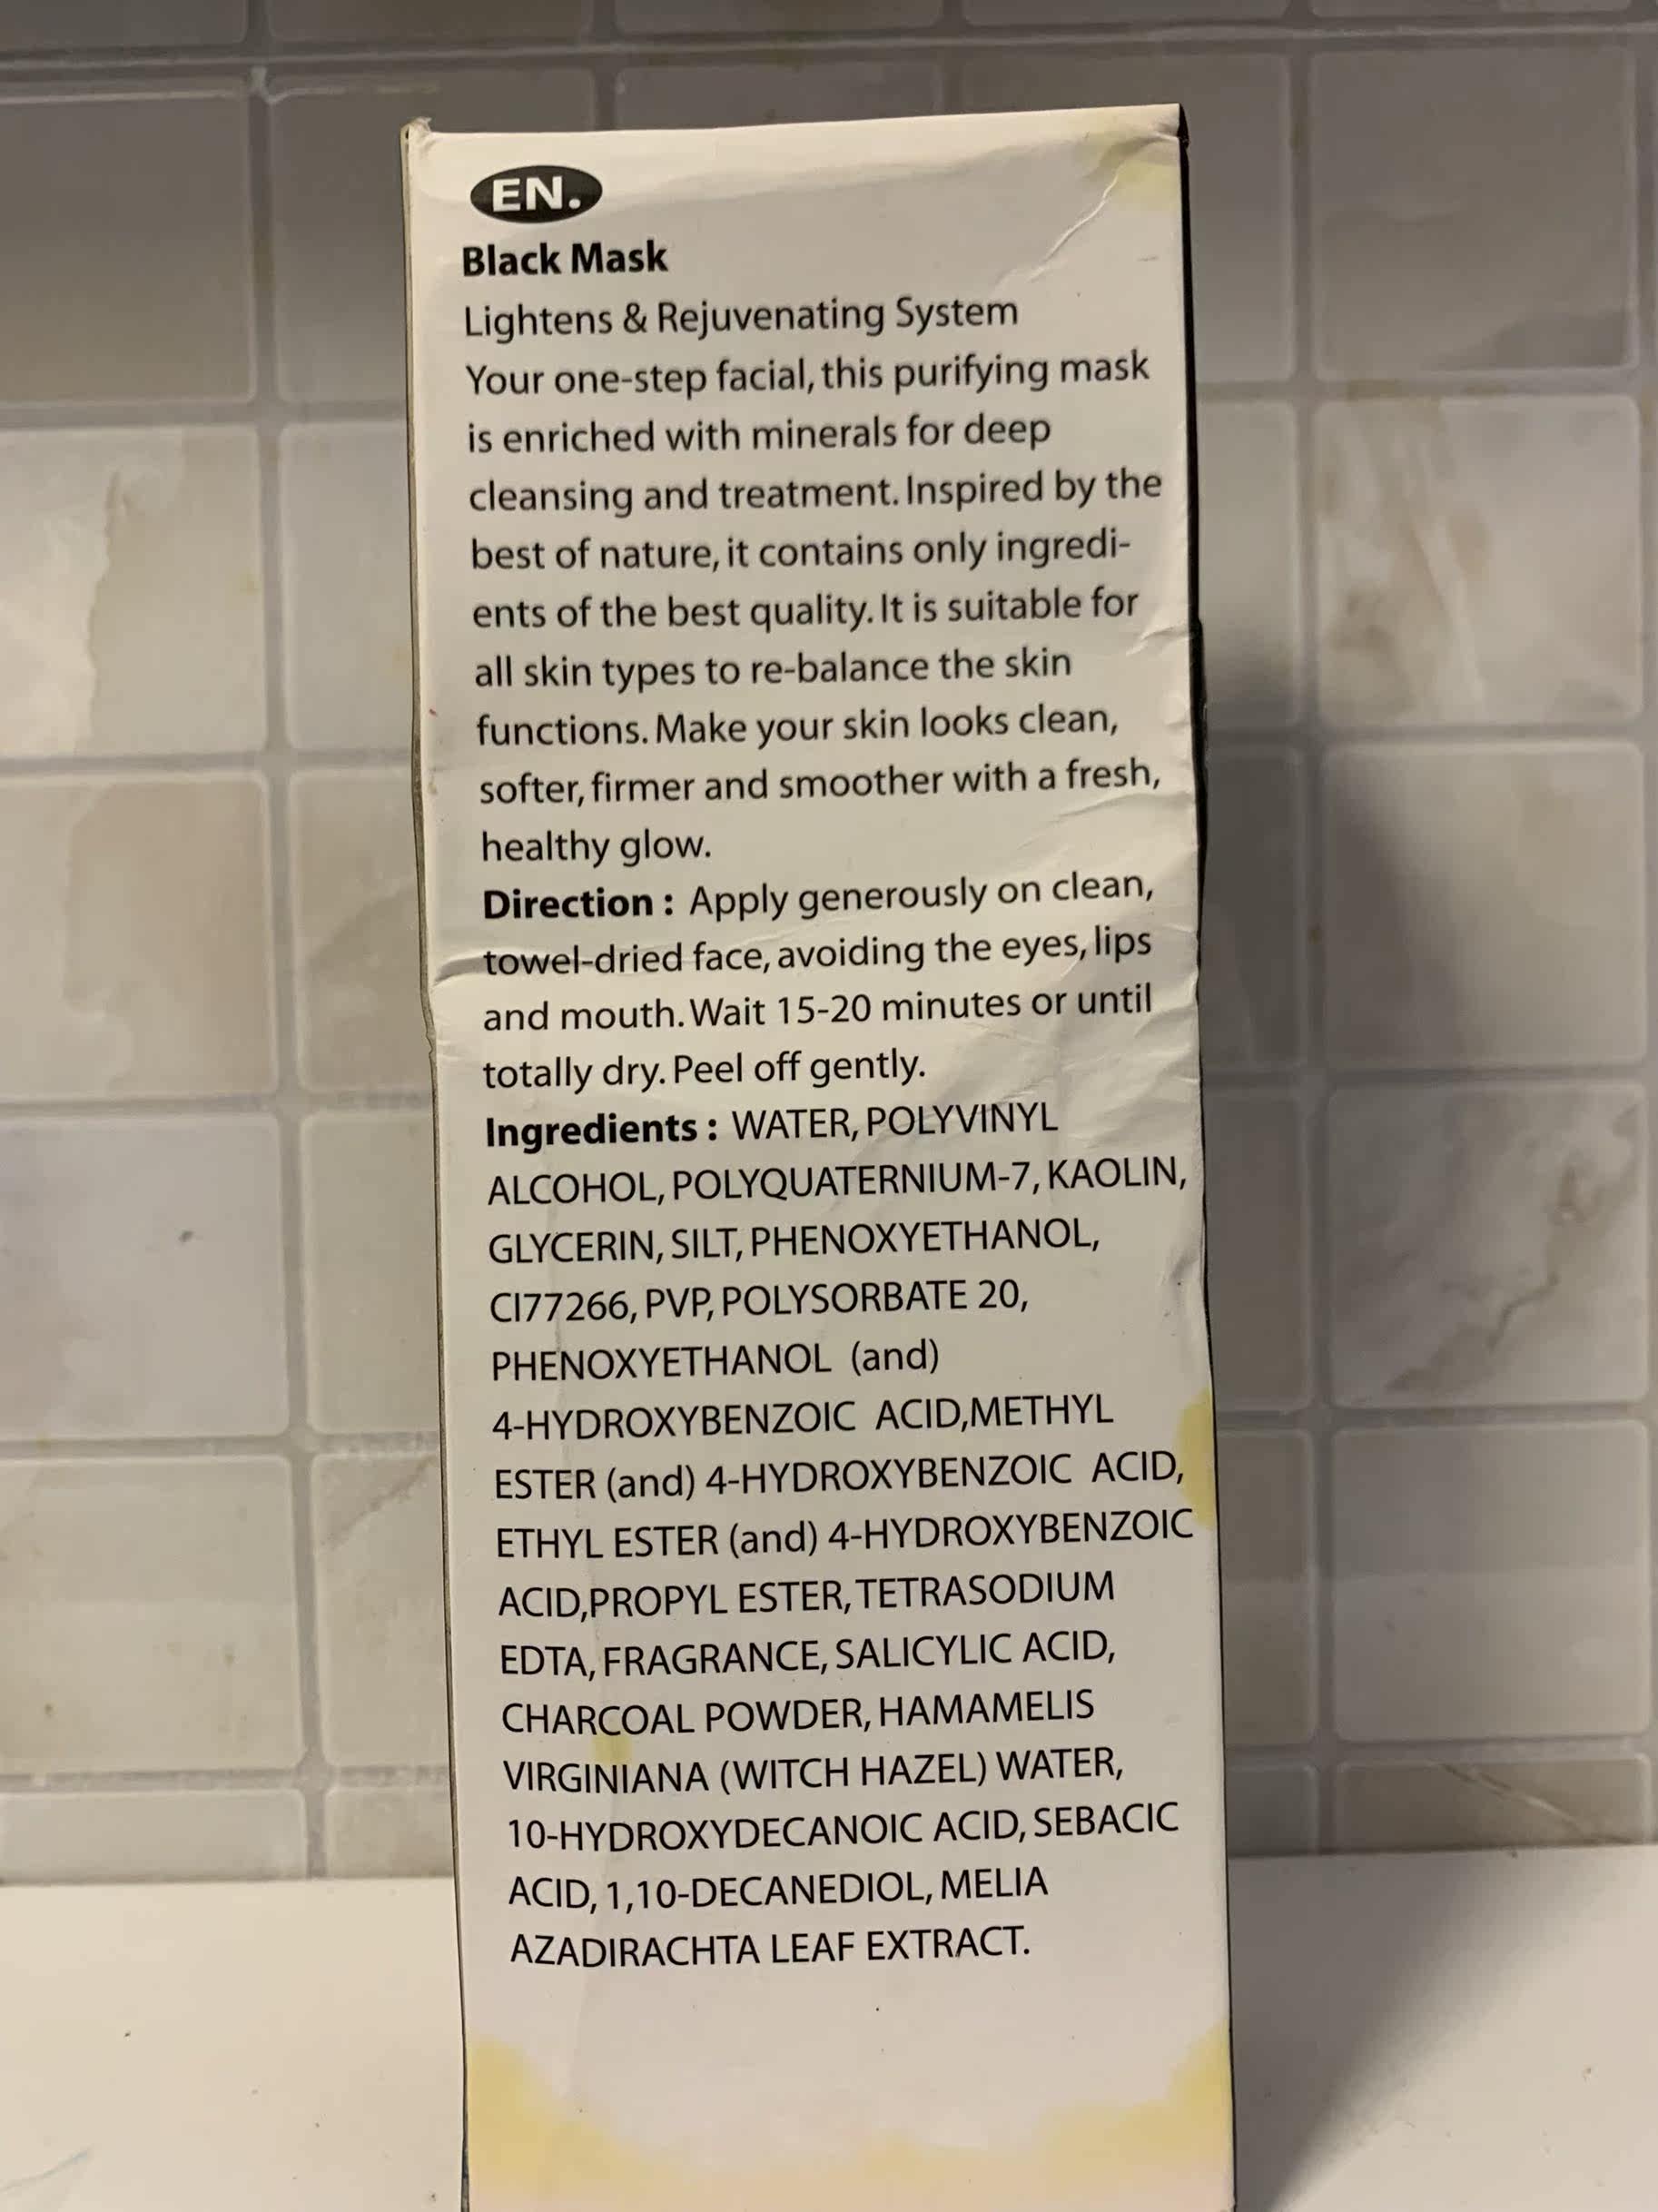 EN.
Black Mask
Lightens & Rejuvenating System
Your one-step facial, this purifying mask
is enriched with minerals for deep
cleansing and treatment. Inspired by the
best of nature, it contains only ingredi-
ents of the best quality. It is suitable for
all skin types to re-balance the skin
functions. Make your skin looks clean,
softer, firmer and smoother with a fresh,
healthy glow.
Direction : Apply generously on clean,
towel-dried face, avoiding the eyes, lips
and mouth. Wait 15-20 minutes or until
totally dry. Peel off gently.
Ingredients : WATER, POLYVINYL
ALCOHOL, POLYQUATERNIUM-7, KAOLIN,
GLYCERIN, SILT, PHENOXYETHANOL,
CI77266, PVP, POLYSORBATE 20,
PHENOXYETHANOL (and)
4-HYDROXYBENZOIC ACID,METHYL
ESTER (and) 4-HYDROXYBENZOIC ACID,
ETHYL ESTER (and) 4-HYDROXYBENZOIC
ACID,PROPYL ESTER, TETRASODIUM
EDTA, FRAGRANCE, SALICYLIC ACID,
CHARCOAL POWDER, HAMAMELIS
VIRGINIANA (WITCH HAZEL) WATER,
10-HYDROXYDECANOIC ACID, SEBACIC
ACID, 1,10-DECANEDIOL, MELIA
AZADIRACHTA LEAF EXTRACT.